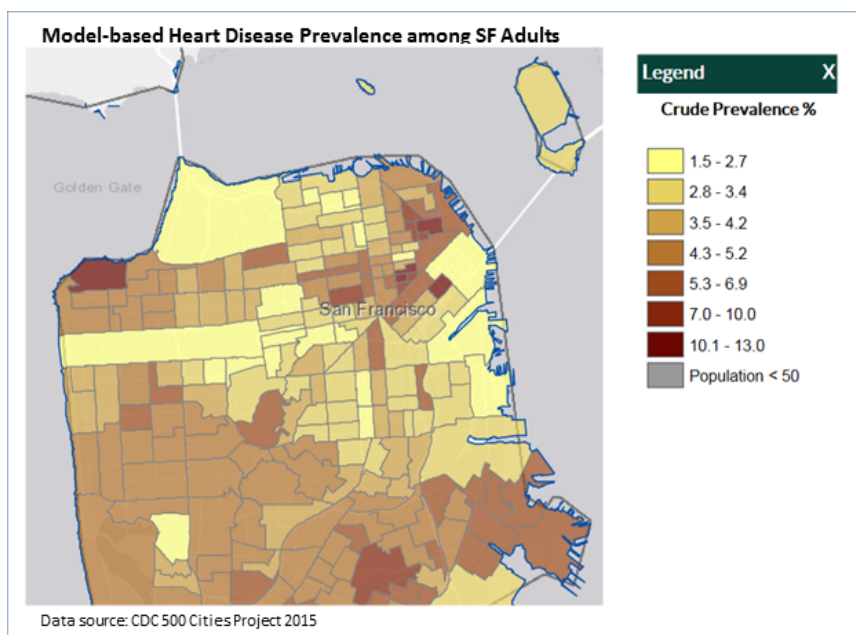 Model-based Heart Disease Prevalence among SF Adults
Legend X
Crude Prevalence %
1.5 - 2.7
2.8 - 3.4
3.5 - 4.2
4.3 - 5.2
5.3 - 6.9
7.0 - 10.0
10.1 - 13.0
Population < 50
Golden Gate
San Francisco
Data source: CDC 500 Cities Project 2015